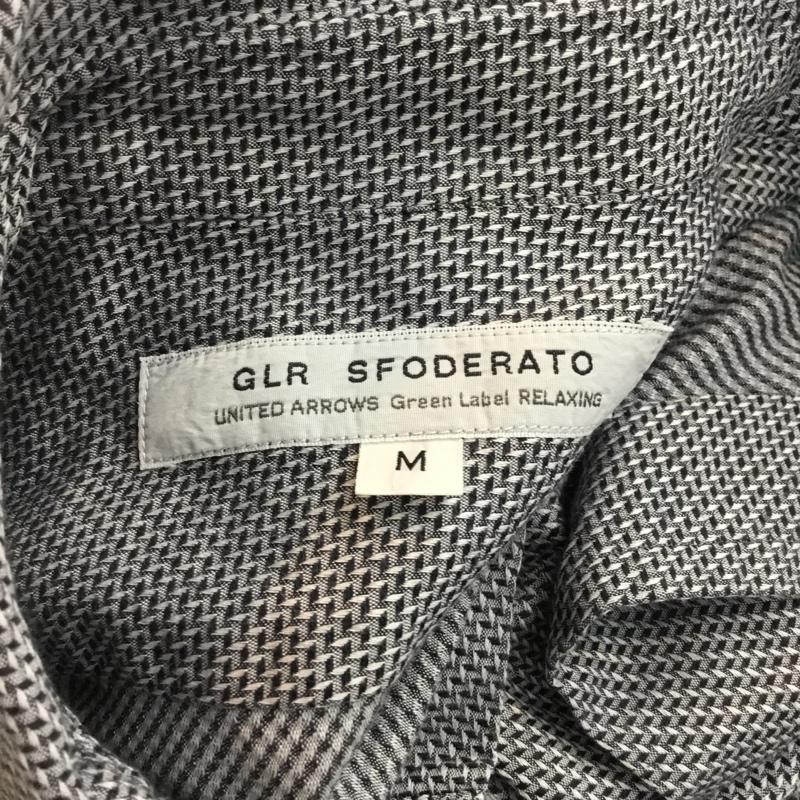 GLR SFODERATO
UNITED ARROWS Green Label RELAXING
M